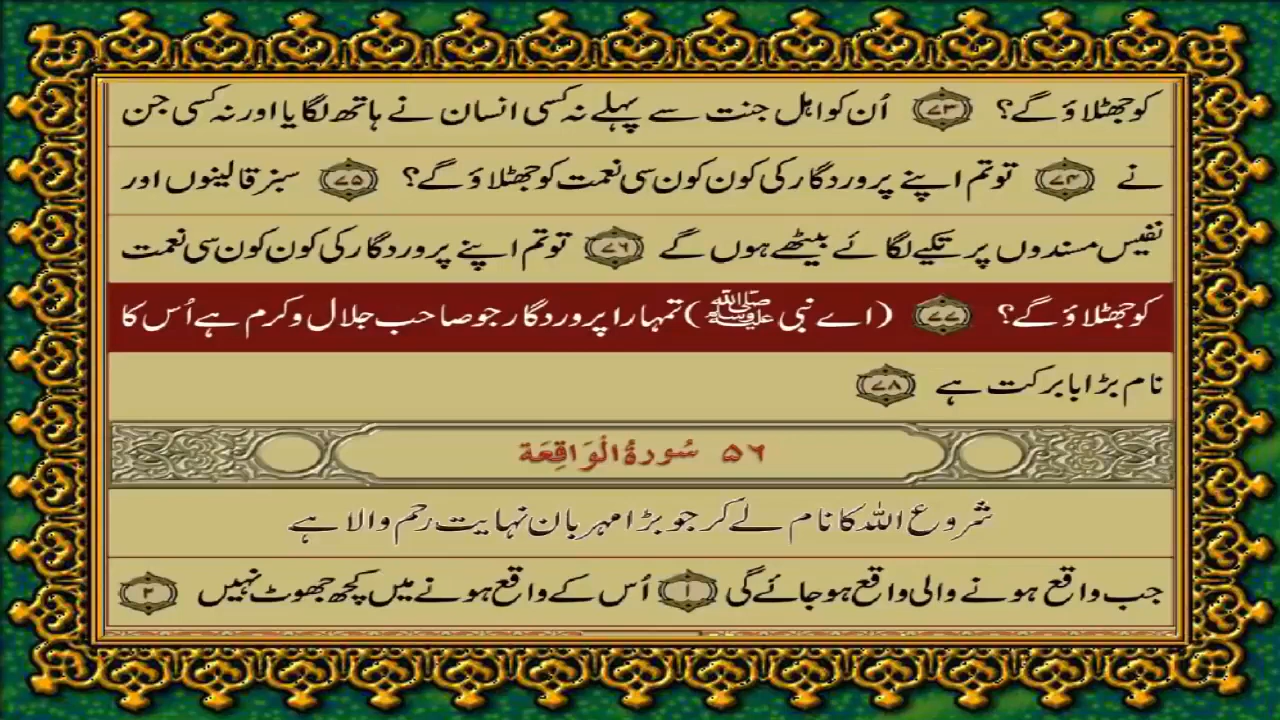 کو جھٹلاؤ گے؟ ۷۳ اُن کو اہل جنت سے پہلے نہ کسی انسان نے ہاتھ لگایا اور نہ کسی جن
نے ۷۴ تو تم اپنے پروردگار کی کون کون سی نعمت کو جھٹلاؤ گے؟ ۷۵ سبز قالینوں اور
نفیس مسندوں پر تکیے لگائے بیٹھے ہوں گے ۷۶ تو تم اپنے پروردگار کی کون کون سی نعمت
کو جھٹلاؤ گے؟ ۷۷ (اے نبی ﷺ) تمہارا پروردگار جو صاحب جلال و کرم ہے اُس کا
نام بڑا بابرکت ہے ۷۸
۵۶ سُورۃُ الْوَاقِعَة
شروع اللہ کا نام لے کر جو بڑا مہربان نہایت رحم والا ہے
جب واقع ہونے والی واقع ہو جائے گی ۱ اُس کے واقع ہونے میں کچھ جھوٹ نہیں ۲